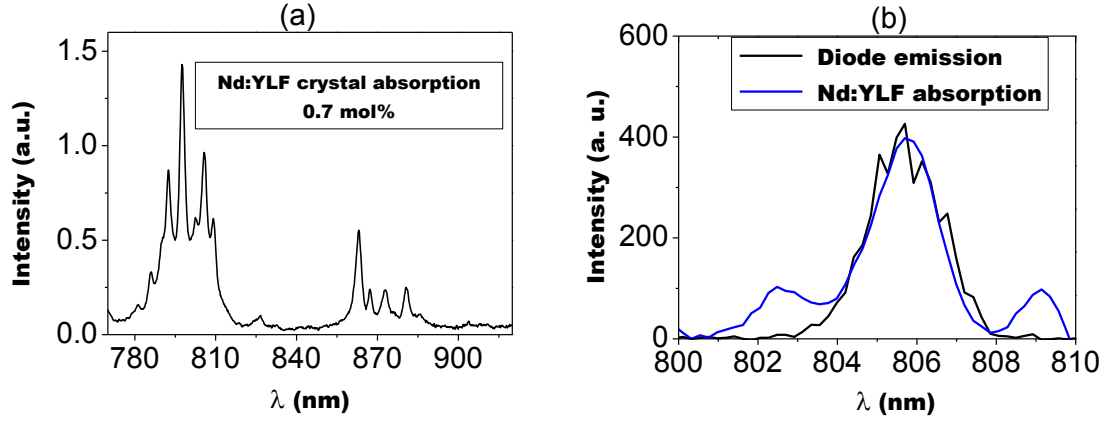 (a)
1.5
1.0
0.5
0.0
Intensity (a.u.)
Nd:YLF crystal absorption
0.7 mol%
780 810 840 870 900
λ (nm)
(b)
600
400
200
0
Intensity (a. u.)
Diode emission
Nd:YLF absorption
800 802 804 806 808 810
λ (nm)